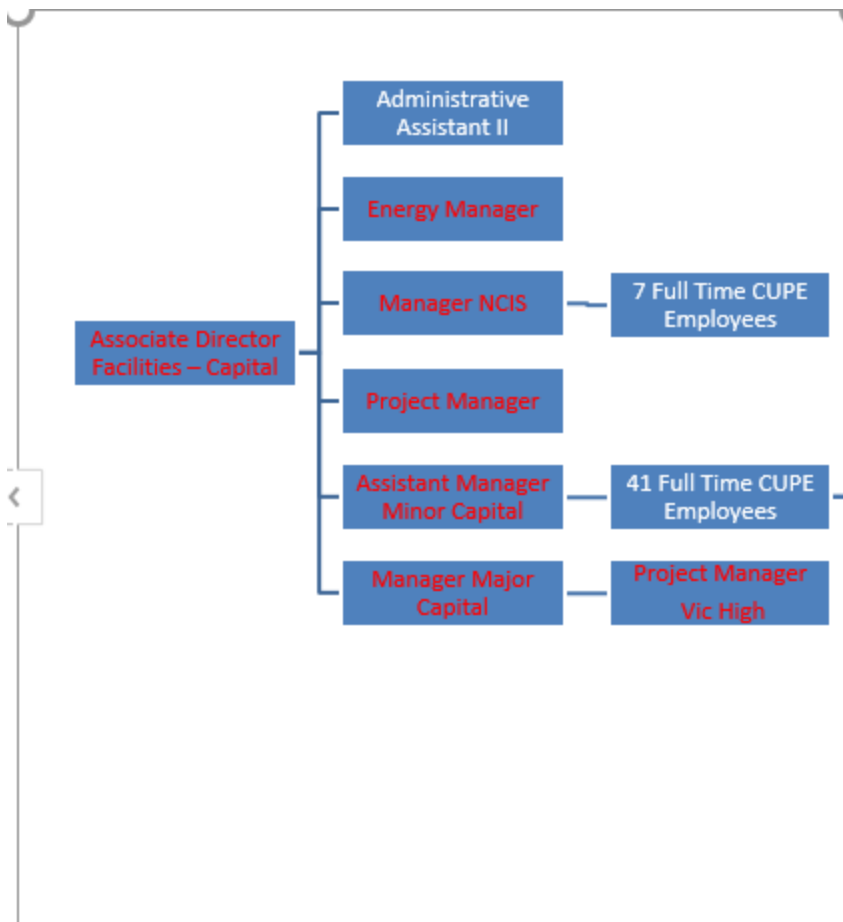 Administrative
Assistant II
Energy Manager
Manager NCIS
7 Full Time CUPE
Employees
Associate Director
Facilities – Capital
Project Manager
Assistant Manager
Minor Capital
41 Full Time CUPE
Employees
Manager Major
Capital
Project Manager
Vic High